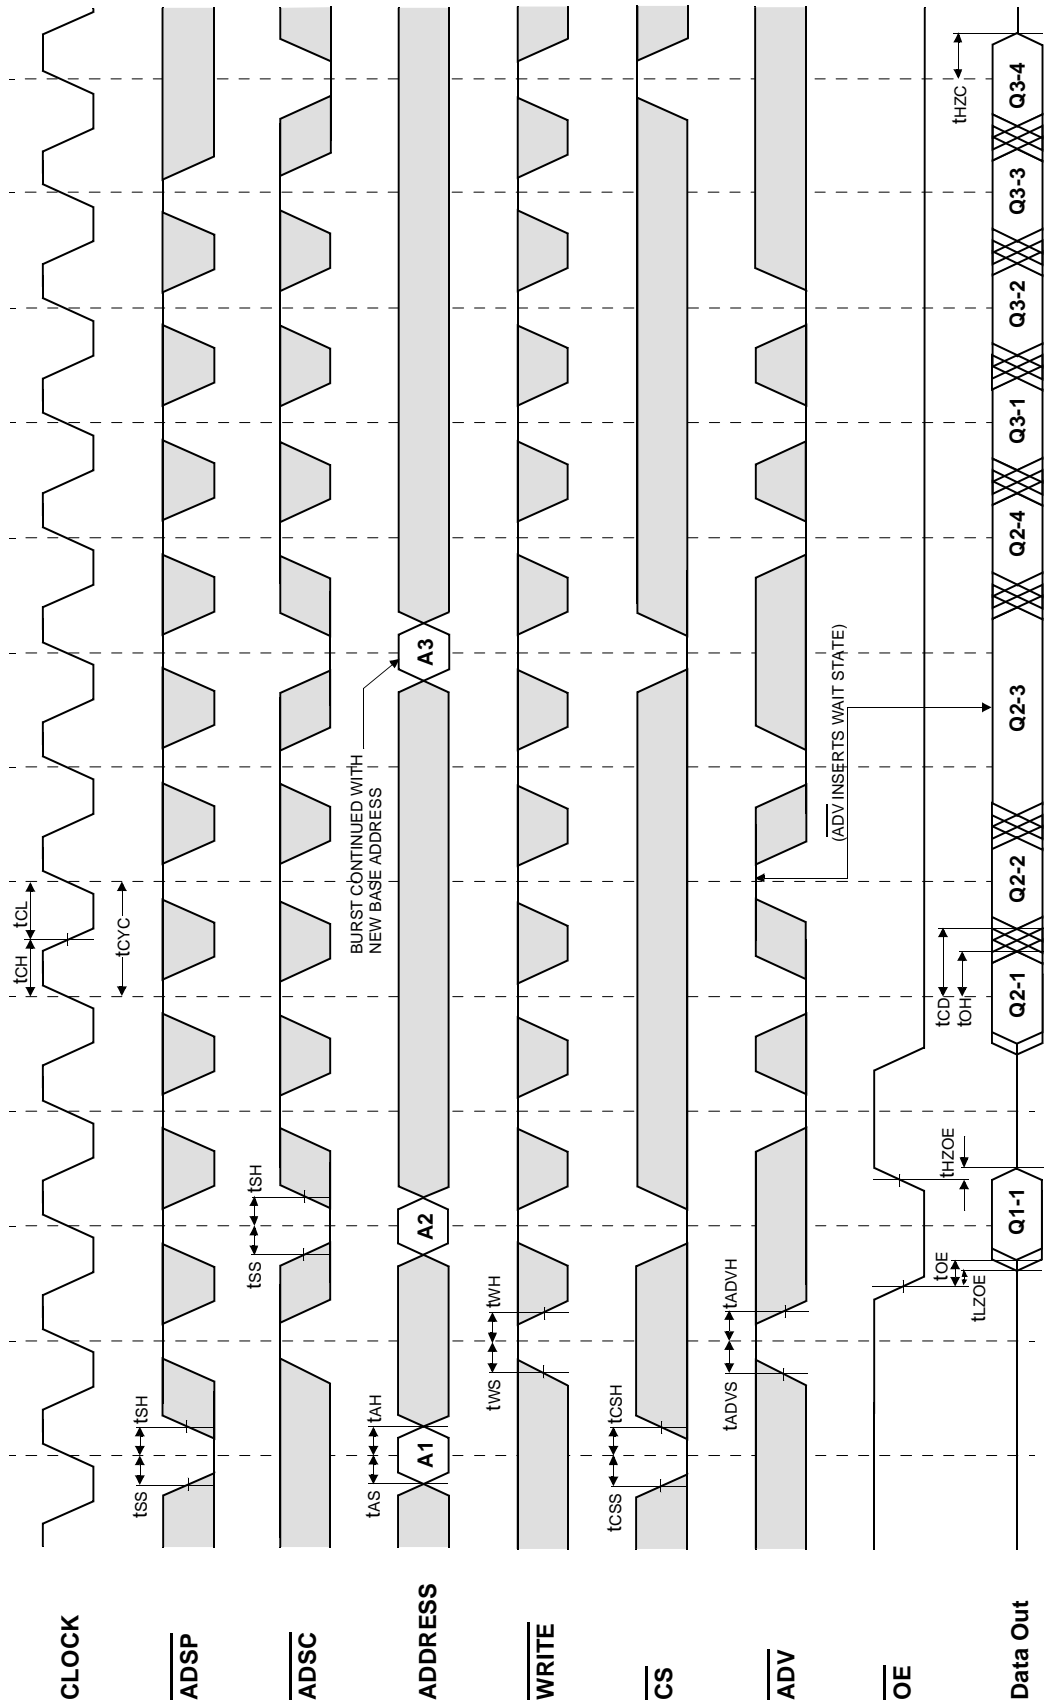 CLOCK
tCH
tCL
tCYC
ADSP
tSS
tSH
ADSC
tSS
tSH
BURST CONTINUED WITH
NEW BASE ADDRESS
ADDRESS
tAS
tAH
A1
A2
A3
WRITE
tWS
tWH
CS
tCSS
tCSH
ADV
tADVS
tADVH
(ADV INSERTS WAIT STATE)
OE
tLZOE
tOE
tHZOE
tCD
tOH
tHZC
Data Out
Q1-1
Q2-1
Q2-2
Q2-3
Q2-4
Q3-1
Q3-2
Q3-3
Q3-4